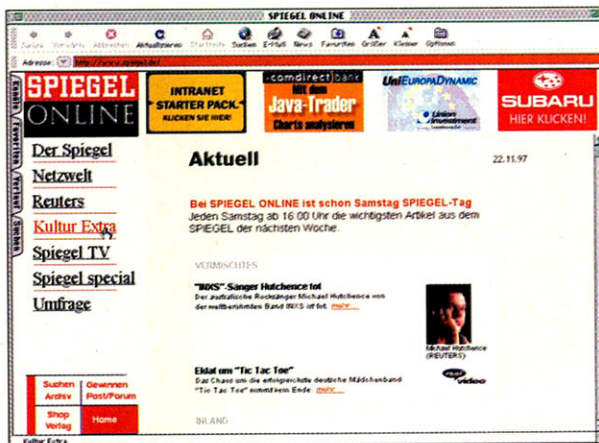 SPIEGEL ONLINE
Zurück Vorwärts Abbrechen Aktualisieren Startseite Suchen E-Mail News Favoriten Größer Kleiner Optionen
Adresse: http://www.spiegel.de/
Kanäle
Favoriten
Verlauf
Suchen
SPIEGEL
ONLINE
INTRANET
STARTER PACK.
KLICKEN SIE HIER!
comdirect bank
Mit dem
Java-Trader
Charts analysieren
UniEUROPADYNAMIC
Union
Investment
SUBARU
HIER KLICKEN!
Der Spiegel
Netzwelt
Reuters
Kultur Extra
Spiegel TV
Spiegel special
Umfrage
Suchen
Archiv
Gewinnen
Post/Forum
Shop
Verlag
Home
Aktuell
22.11.97
Bei SPIEGEL ONLINE ist schon Samstag SPIEGEL-Tag
Jeden Samstag ab 16:00 Uhr die wichtigsten Artikel aus dem
SPIEGEL der nächsten Woche.
VERMISCHTES
"INXS"-Sänger Hutchence tot
Der australische Rocksänger Michael Hutchence von
der weltberühmten Band INXS ist tot. mehr...
Michael Hutchence
(REUTERS)
Eklat um "Tic Tac Toe"
Das Chaos um die erfolgreichste deutsche Mädchenband
"Tic Tac Toe" nimmt kein Ende. mehr...
real
video
INLAND
Kultur Extra